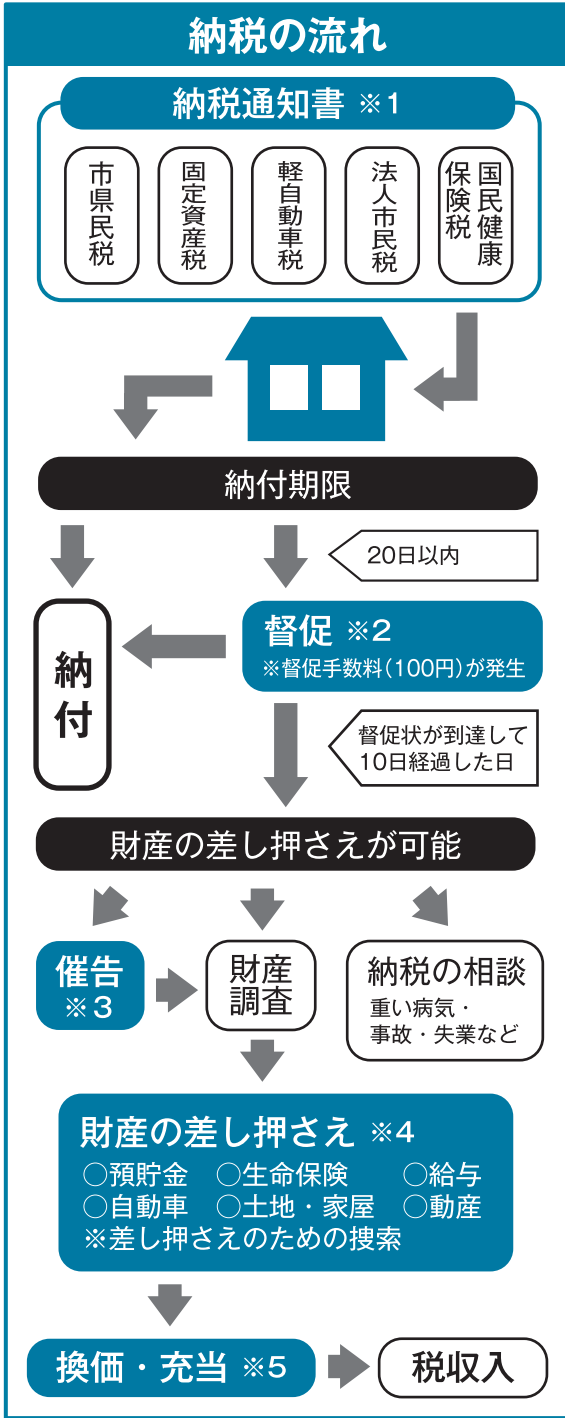 納税の流れ
納税通知書 ※1
市県民税
固定資産税
軽自動車税
法人市民税
国民健康
保険税
納付期限
20日以内
督促 ※2
※督促手数料(100円)が発生
納付
督促状が到達して
10日経過した日
財産の差し押さえが可能
催告
※3
財産
調査
納税の相談
重い病気・
事故・失業など
財産の差し押さえ ※4
○預貯金 ○生命保険 ○給与
○自動車 ○土地・家屋 ○動産
※差し押さえのための捜索
換価・充当 ※5
税収入